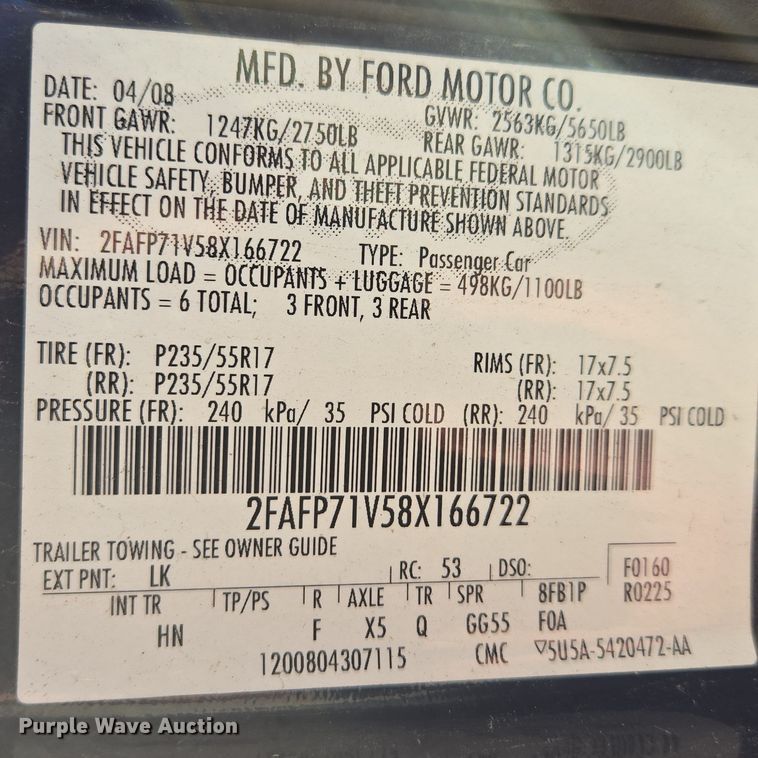 MFD. BY FORD MOTOR CO.
DATE: 04/08 GVWR: 2563KG/5650LB
FRONT GAWR: 1247KG/2750LB REAR GAWR: 1315KG/2900LB
THIS VEHICLE CONFORMS TO ALL APPLICABLE FEDERAL MOTOR
VEHICLE SAFETY, BUMPER, AND THEFT PREVENTION STANDARDS
IN EFFECT ON THE DATE OF MANUFACTURE SHOWN ABOVE.
VIN: 2FAFP71V58X166722 TYPE: Passenger Car
MAXIMUM LOAD = OCCUPANTS + LUGGAGE = 498KG/1100LB
OCCUPANTS = 6 TOTAL; 3 FRONT, 3 REAR
TIRE (FR): P235/55R17 RIMS (FR): 17x7.5
(RR): P235/55R17 (RR): 17x7.5
PRESSURE (FR): 240 kPa/ 35 PSI COLD (RR): 240 kPa/ 35 PSI COLD
2FAFP71V58X166722
TRAILER TOWING - SEE OWNER GUIDE
EXT PNT: LK RC: 53 DSO: F0160
INT TR TP/PS R AXLE TR SPR 8FB1P R0225
HN F X5 Q GG55 FOA
1200804307115 CMC ▽5U5A-5420472-AA
Purple Wave Auction